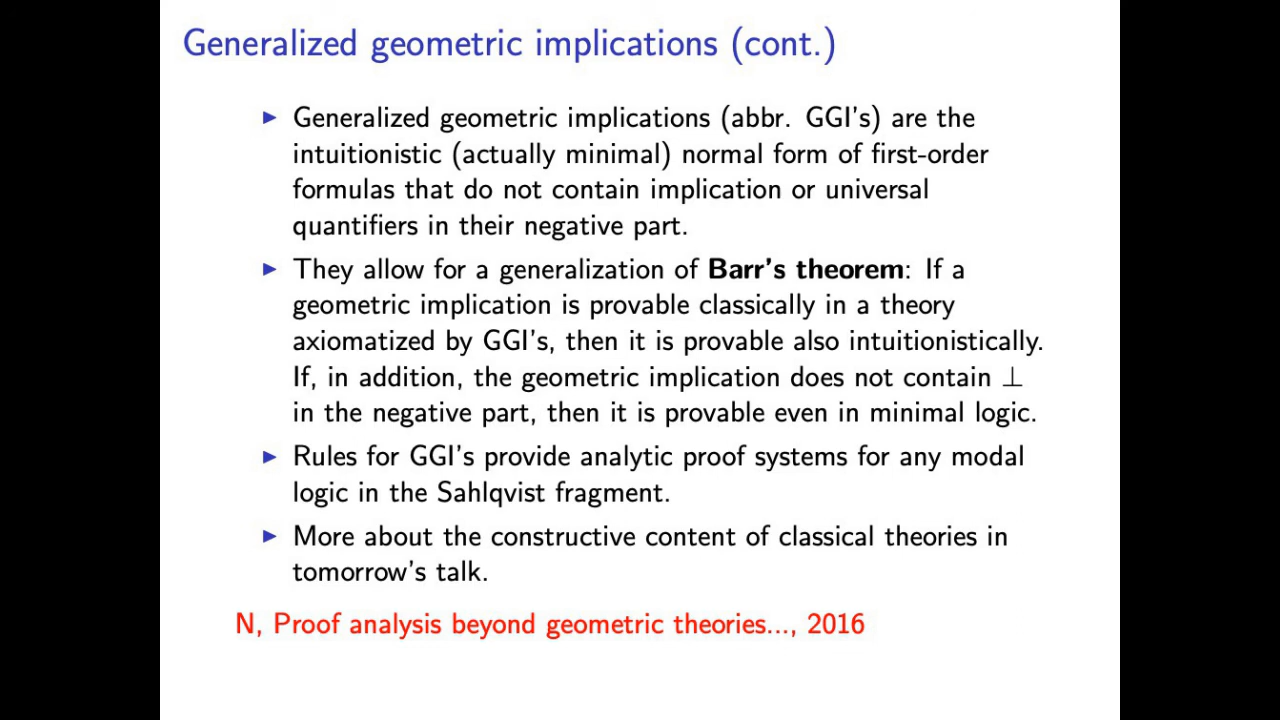 Generalized geometric implications (cont.)
▶ Generalized geometric implications (abbr. GGI's) are the
intuitionistic (actually minimal) normal form of first-order
formulas that do not contain implication or universal
quantifiers in their negative part.
▶ They allow for a generalization of Barr's theorem: If a
geometric implication is provable classically in a theory
axiomatized by GGI's, then it is provable also intuitionistically.
If, in addition, the geometric implication does not contain ⊥
in the negative part, then it is provable even in minimal logic.
▶ Rules for GGI's provide analytic proof systems for any modal
logic in the Sahlqvist fragment.
▶ More about the constructive content of classical theories in
tomorrow's talk.
N, Proof analysis beyond geometric theories..., 2016